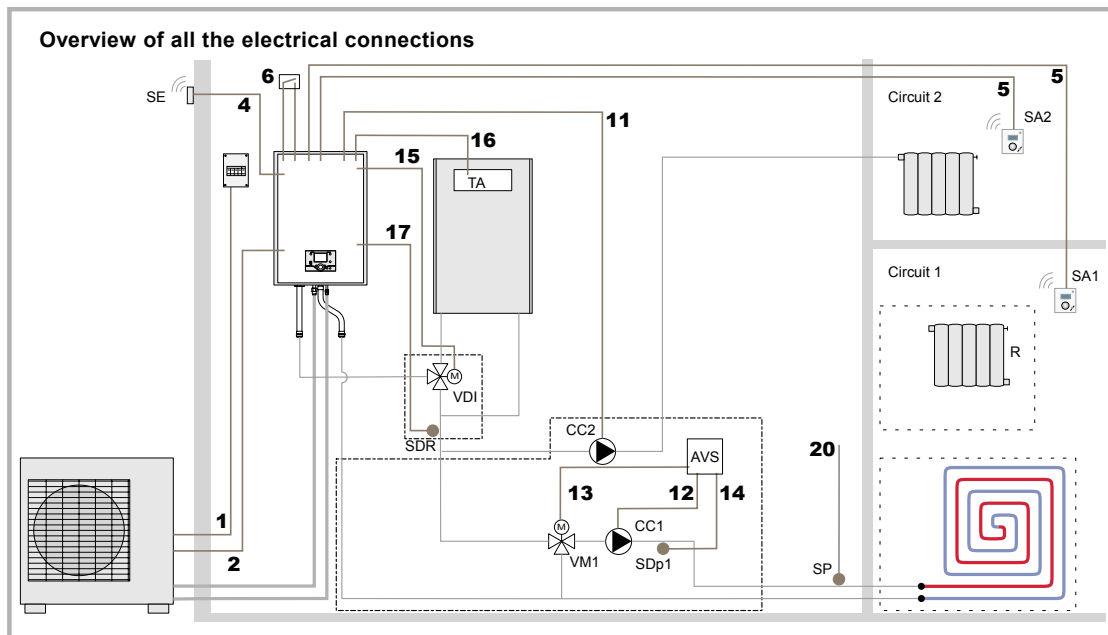 Overview of all the electrical connections
SE
4
6
5
5
Circuit 2
SA2
11
16
15
TA
17
Circuit 1
SA1
R
M
VDI
SDR
CC2
AVS
20
13
12
14
1
M
CC1
2
VM1
SDp1
SP